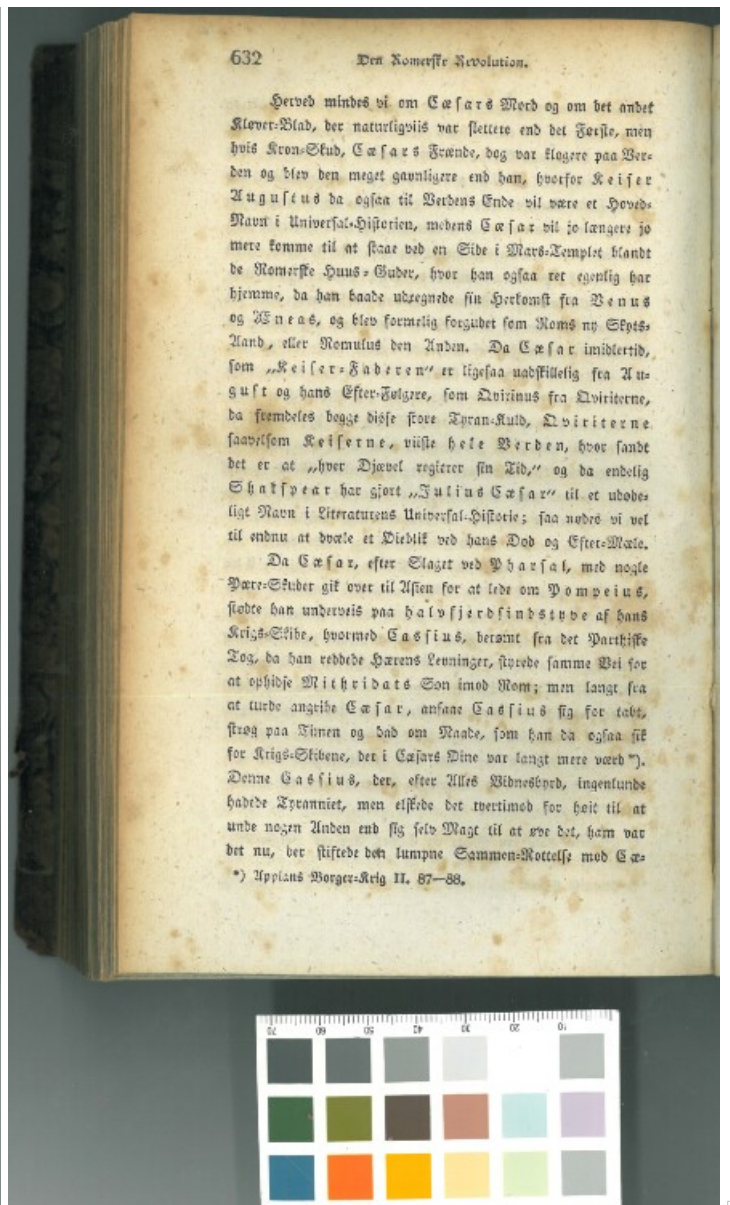 632 Den Romerske Revolution.
Herved mindes vi om Cæsars Mord og om det andet
Kløver-Blad, der naturligviis var slettere end det Første, men
hvis Kron-Skud, Cæsars Frænde, dog var klogere paa Ver-
den og blev den meget gavnligere end han, hvorfor Keiser
Augustus da ogsaa til Verdens Ende vil være et Hoved-
Navn i Universal-Historien, medens Cæsar vil jo længere jo
mere komme til at staae ved en Side i Mars-Templet blandt
de Romerske Huus-Guder, hvor han ogsaa ret egenlig har
hjemme, da han baade udregnede sin Herkomst fra Venus
og Æneas, og blev formelig forgudet som Roms ny Skyts-
Aand, eller Romulus den Anden. Da Cæsar imidlertid,
som „Keiser-Faderen“ er ligesaa uadskillelig fra Au-
gust og hans Efter-Følgere, som Qvirinus fra Qviriterne,
da fremdeles begge disse store Tyran-Kuld, Qviriterne
saavelsom Keiserne, viiste hele Verden, hvor sandt
det er at „hver Djævel regierer sin Tid,“ og da endelig
Shakspear har gjort „Julius Cæsar“ til et udøde-
ligt Navn i Literaturens Universal-Historie; saa nødes vi vel
til endnu at dvæle et Øieblik ved hans Død og Efter-Mæle.
Da Cæsar, efter Slaget ved Pharsal, med nogle
Pære-Skuder gik over til Asien for at lede om Pompeius,
stødte han underveis paa halvfjerdsindstyve af hans
Krigs-Skibe, hvormed Cassius, berømt fra det Parthiske
Tog, da han reddede Hærens Levninger, styrede samme Vei for
at ophidse Mithridats Søn imod Rom; men langt fra
at turde angribe Cæsar, ansaae Cassius sig for tabt,
strøg paa Timen og bad om Naade, som han da ogsaa fik
for Krigs-Skibene, der i Cæsars Øine var langt mere værd *).
Denne Cassius, der, efter Alles Vidnesbyrd, ingenlunde
hadede Tyranniet, men elskede det tvertimod for høit til at
unde nogen Anden end sig selv Magt til at øve det, ham var
det nu, der stiftede den lumpne Sammen-Rottelse mod Cæ-
*) Appians Borger-Krig II. 87—88.
70 60 50 40 30 20 10